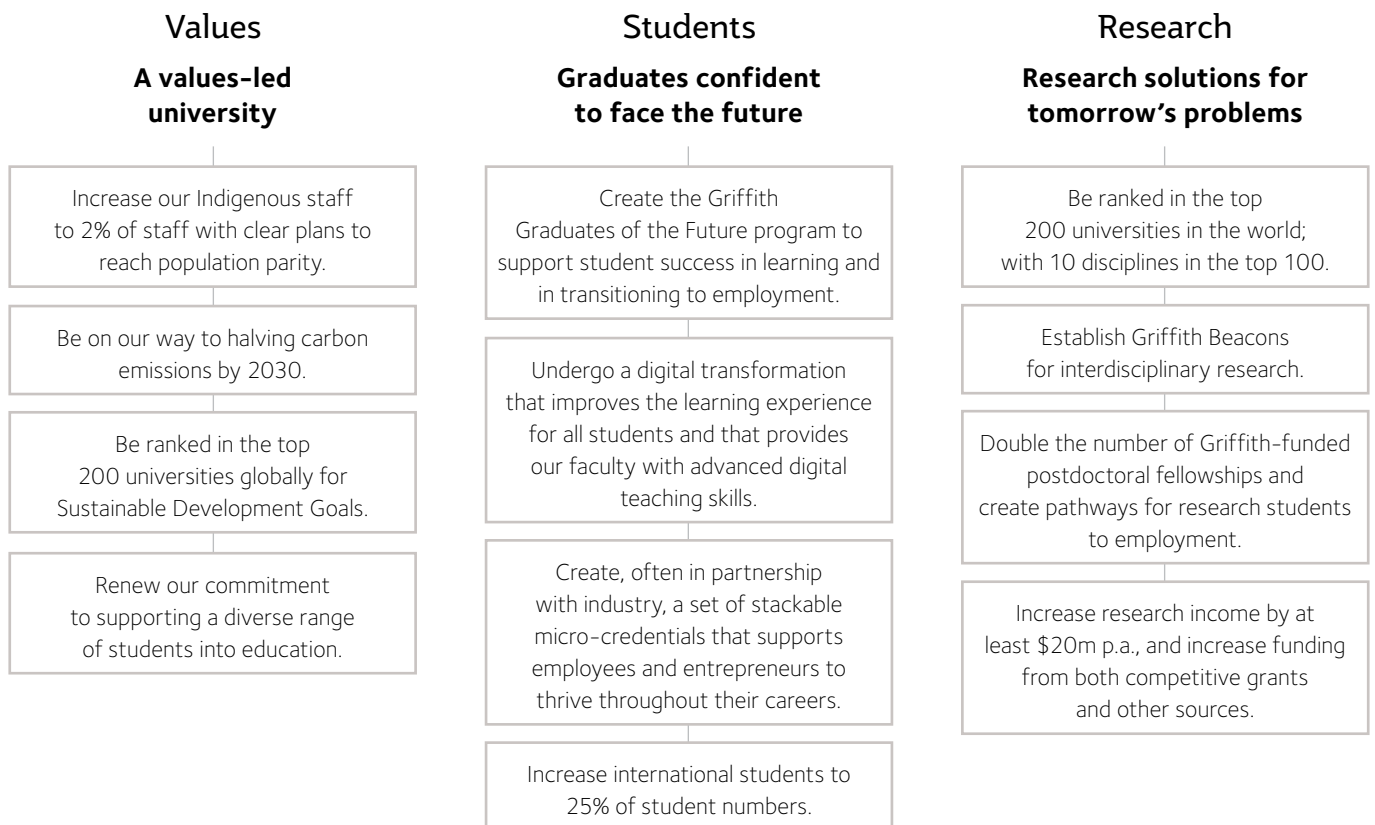 Values
A values-led
university
Increase our Indigenous staff
to 2% of staff with clear plans to
reach population parity.
Be on our way to halving carbon
emissions by 2030.
Be ranked in the top
200 universities globally for
Sustainable Development Goals.
Renew our commitment
to supporting a diverse range
of students into education.
Students
Graduates confident
to face the future
Create the Griffith
Graduates of the Future program to
support student success in learning and
in transitioning to employment.
Undergo a digital transformation
that improves the learning experience
for all students and that provides
our faculty with advanced digital
teaching skills.
Create, often in partnership
with industry, a set of stackable
micro-credentials that supports
employees and entrepreneurs to
thrive throughout their careers.
Increase international students to
25% of student numbers.
Research
Research solutions for
tomorrow’s problems
Be ranked in the top
200 universities in the world;
with 10 disciplines in the top 100.
Establish Griffith Beacons
for interdisciplinary research.
Double the number of Griffith-funded
postdoctoral fellowships and
create pathways for research students
to employment.
Increase research income by at
least $20m p.a., and increase funding
from both competitive grants
and other sources.